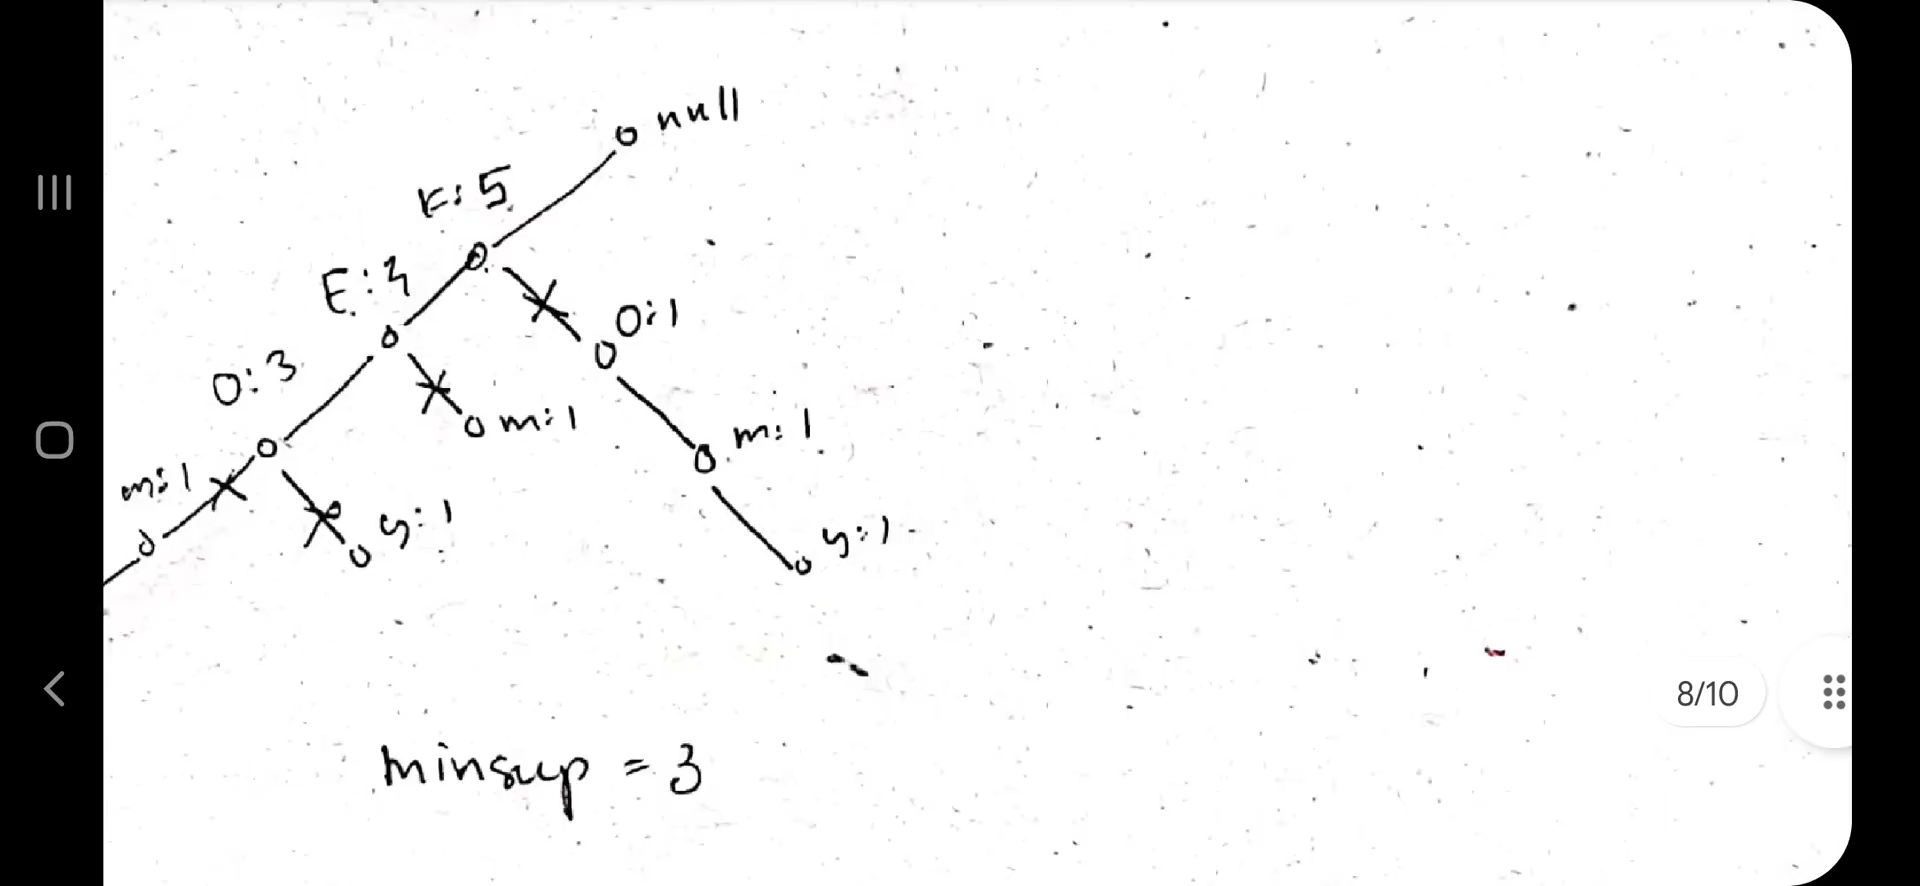 null
K: 5
E: 4
O: 1
O: 3
m: 1
m: 1
m: 1
y: 1
y: 1
8/10
minsup = 3